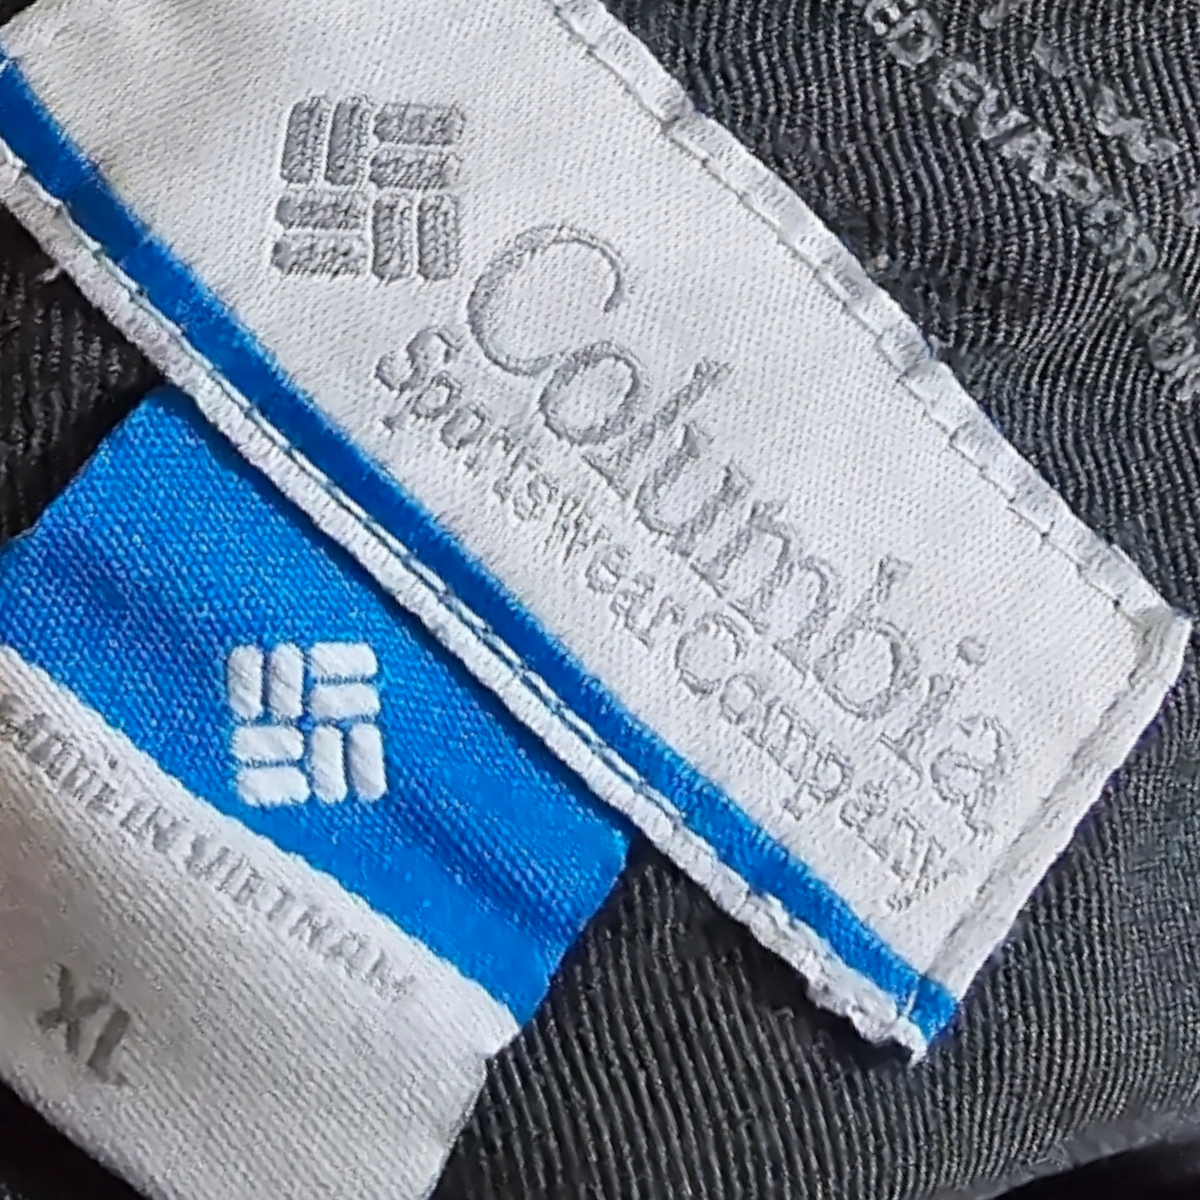 Columbia
Sportswear Company
MADE IN VIETNAM
XL